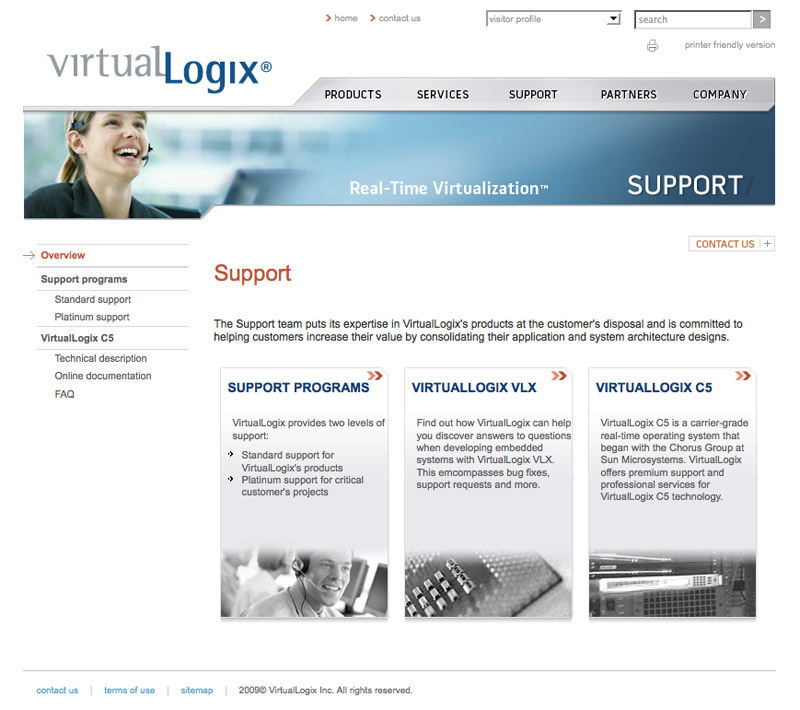 home contact us visitor profile search >
printer friendly version
virtualLogix®
PRODUCTS SERVICES SUPPORT PARTNERS COMPANY
Real-Time Virtualization™ SUPPORT/
CONTACT US +
Overview
Support programs
Standard support
Platinum support
VirtualLogix C5
Technical description
Online documentation
FAQ
Support
The Support team puts its expertise in VirtualLogix's products at the customer's disposal and is committed to
helping customers increase their value by consolidating their application and system architecture designs.
SUPPORT PROGRAMS
VirtualLogix provides two levels of
support:
Standard support for
VirtualLogix's products
Platinum support for critical
customer's projects
VIRTUALLOGIX VLX
Find out how VirtualLogix can help
you discover answers to questions
when developing embedded
systems with VirtualLogix VLX.
This emcompases bug fixes,
support requests and more.
VIRTUALLOGIX C5
VirtualLogix C5 is a carrier-grade
real-time operating system that
began with the Chorus Group at
Sun Microsystems. VirtualLogix
offers premium support and
professional services for
VirtualLogix C5 technology.
contact us | terms of use | sitemap | 2009© VirtualLogix Inc. All rights reserved.